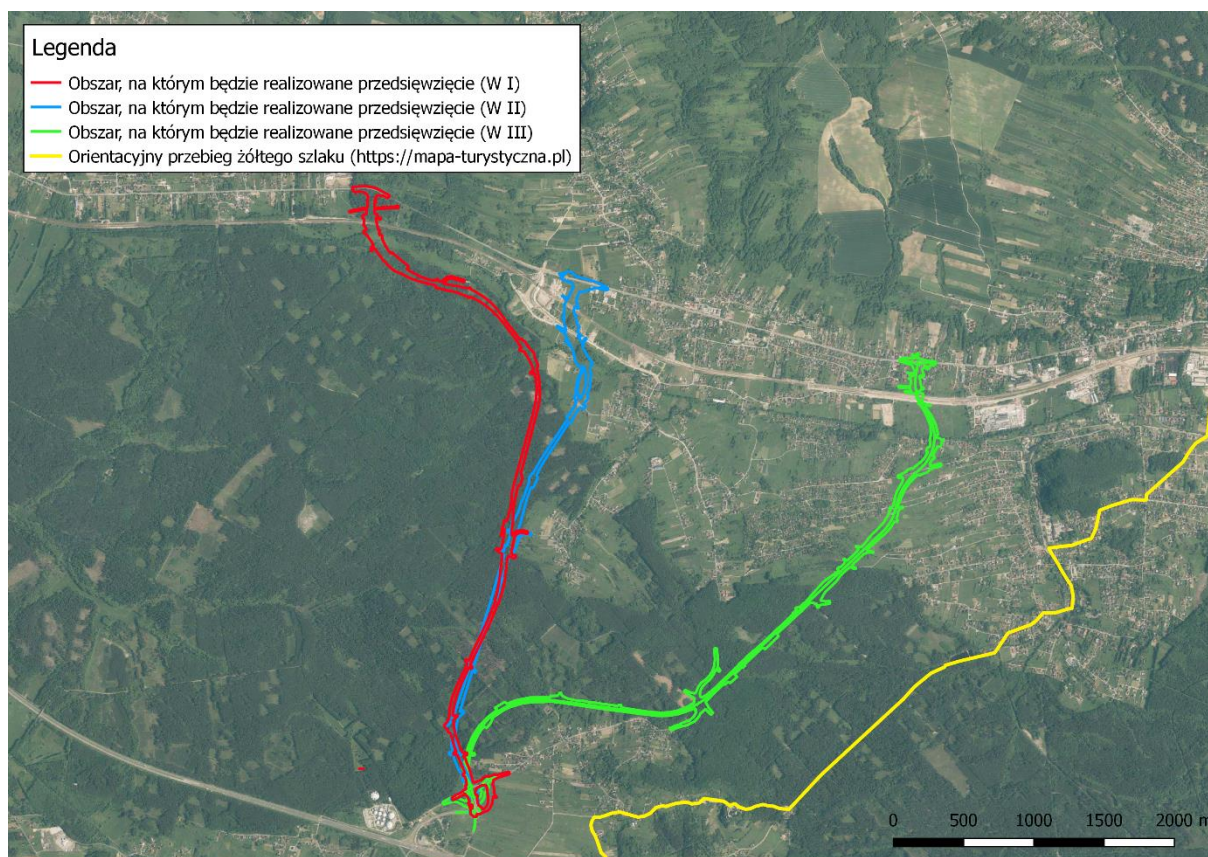 Legenda
Obszar, na którym będzie realizowane przedsięwzięcie (W I)
Obszar, na którym będzie realizowane przedsięwzięcie (W II)
Obszar, na którym będzie realizowane przedsięwzięcie (W III)
Orientacyjny przebieg żółtego szlaku (https://mapa-turystyczna.pl)
0 500 1000 1500 2000 m